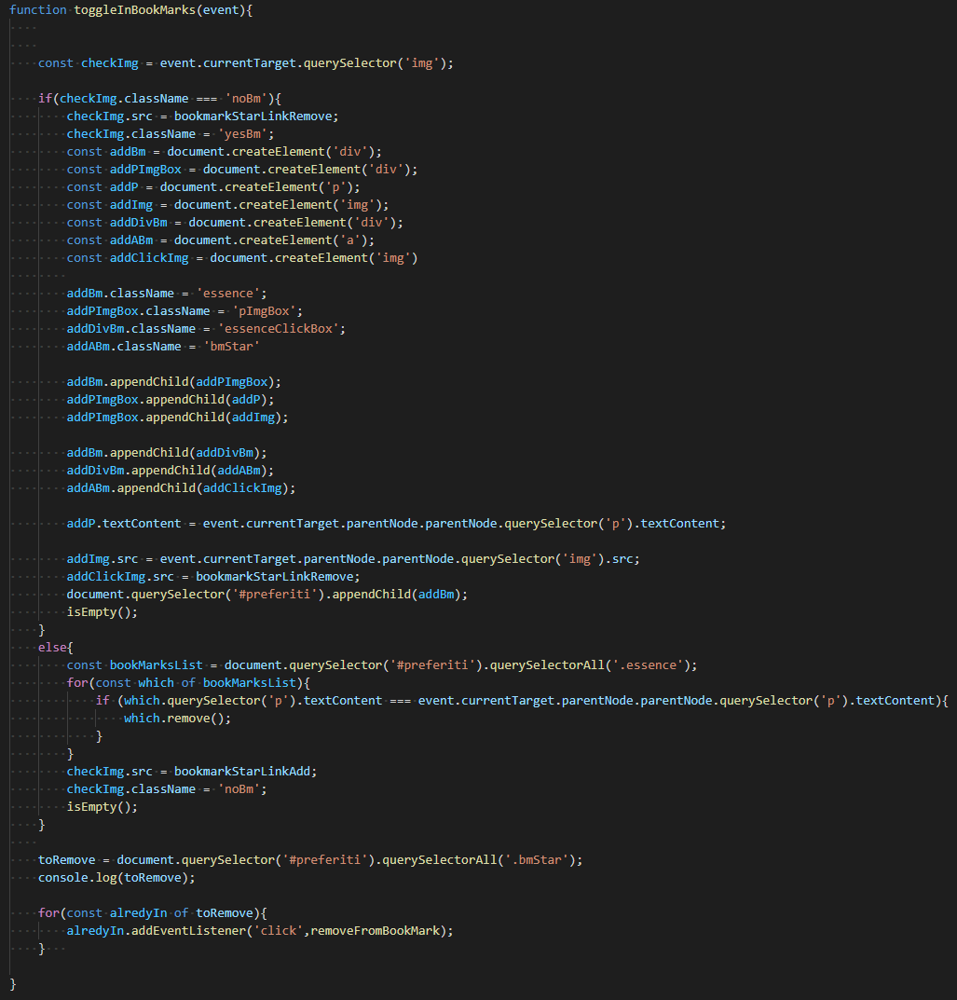 function toggleInBookMarks(event){
    const checkImg = event.currentTarget.querySelector('img');
    if(checkImg.className === 'noBm'){
        checkImg.src = bookmarkStarLinkRemove;
        checkImg.className = 'yesBm';
        const addBm = document.createElement('div');
        const addPImgBox = document.createElement('div');
        const addP = document.createElement('p');
        const addImg = document.createElement('img');
        const addDivBm = document.createElement('div');
        const addABm = document.createElement('a');
        const addClickImg = document.createElement('img')
        addBm.className = 'essence';
        addPImgBox.className = 'pImgBox';
        addDivBm.className = 'essenceClickBox';
        addABm.className = 'bmStar'
        addBm.appendChild(addPImgBox);
        addPImgBox.appendChild(addP);
        addPImgBox.appendChild(addImg);
        addBm.appendChild(addDivBm);
        addDivBm.appendChild(addABm);
        addABm.appendChild(addClickImg);
        addP.textContent = event.currentTarget.parentNode.parentNode.querySelector('p').textContent;
        addImg.src = event.currentTarget.parentNode.parentNode.querySelector('img').src;
        addClickImg.src = bookmarkStarLinkRemove;
        document.querySelector('#preferiti').appendChild(addBm);
        isEmpty();
    }
    else{
        const bookMarksList = document.querySelector('#preferiti').querySelectorAll('.essence');
        for(const which of bookMarksList){
            if (which.querySelector('p').textContent === event.currentTarget.parentNode.parentNode.querySelector('p').textContent){
                which.remove();
            }
        }
        checkImg.src = bookmarkStarLinkAdd;
        checkImg.className = 'noBm';
        isEmpty();
    }
    toRemove = document.querySelector('#preferiti').querySelectorAll('.bmStar');
    console.log(toRemove);
    for(const alredyIn of toRemove){
        alredyIn.addEventListener('click',removeFromBookMark);
    }
}